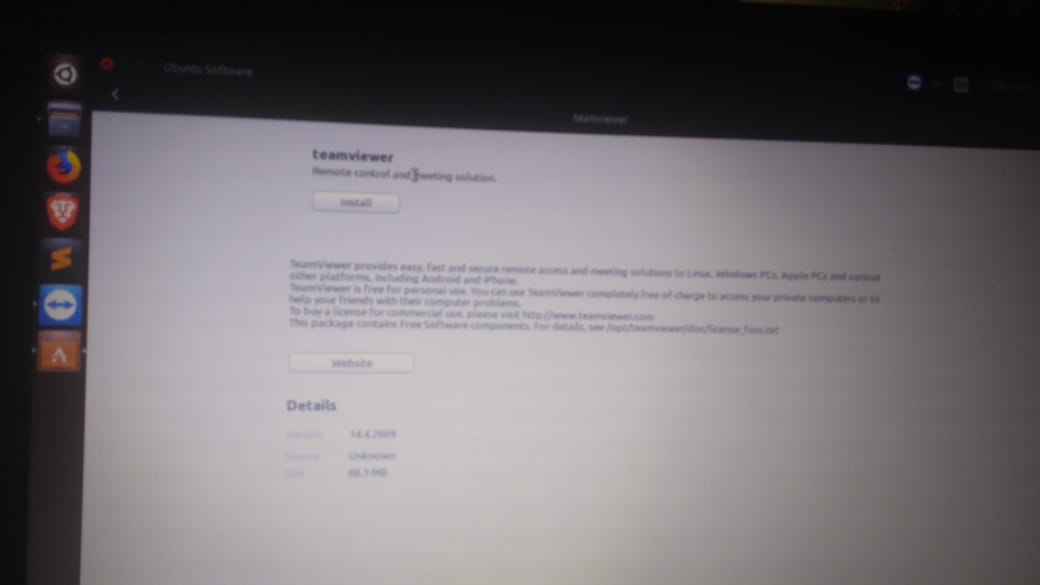 Ubuntu Software
teamviewer
teamviewer
Remote control and meeting solution.
Install
TeamViewer provides easy, fast and secure remote access and meeting solutions to Linux, Windows PCs, Apple PCs and various
other platforms, including Android and iPhone.
TeamViewer is free for personal use. You can use TeamViewer completely free of charge to access your private computers or to
help your friends with their computer problems.
To buy a license for commercial use, please visit http://www.teamviewer.com
This package contains Free Software components. For details, see /opt/teamviewer/doc/license_foss.txt
Website
Details
Version 14.4.2669
Source Unknown
Size 68.3 MB